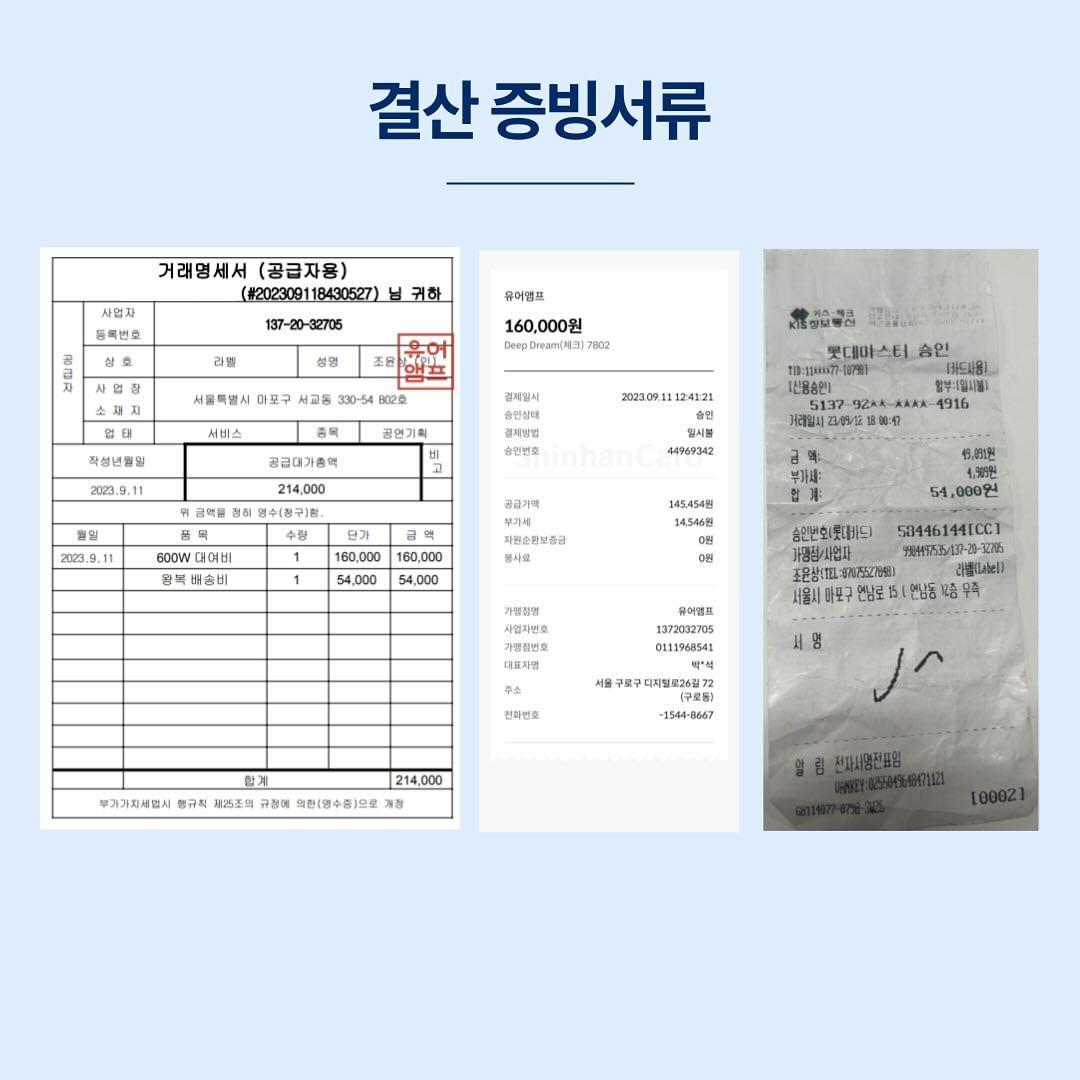 결산 증빙서류
거래명세서 (공급자용)
(#202309118430527) 님 귀하
공급자
사업자 등록번호 137-20-32705
상 호 라벨 성명 조윤상 (인)
유어앰프
사 업 장 소 재 지 서울특별시 마포구 서교동 330-54 B02호
업 태 서비스 종목 공연기획
작성년월일 공급대가총액 비고
2023.9.11 214,000
위 금액을 정히 영수(청구)함.
월일 품 목 수량 단가 금 액
2023.9.11 600W 대여비 1 160,000 160,000
왕복 배송비 1 54,000 54,000
합계 214,000
부가가치세법시 행규칙 제25조의 규정에 의한(영수증)으로 개정
유어앰프
160,000원
Deep Dream(체크) 7802
결제일시 2023.09.11 12:41:21
승인상태 승인
결제방법 일시불
승인번호 44969342
ShinhanCard
공급가액 145,454원
부가세 14,546원
자원순환보증금 0원
봉사료 0원
가맹점명 유어앰프
사업자번호 1372032705
가맹점번호 0111968541
대표자명 박*석
주소 서울 구로구 디지털로26길 72
(구로동)
전화번호 -1544-8667
키스-체크
KIS정보통신
롯데마스터 승인
TID:11****77-[079B] [카드사용]
[신용승인] 할부:[일시불]
5137-92**-****-4916
거래일시 23/09/12 18:00:47
금 액: 49,091원
부가세: 4,909원
합 계: 54,000원
승인번호(롯데카드) 53446144[CC]
가맹점/사업자 9904497535/137-20-32705
조윤상(TEL:07075527848) 라벨(Label)
서울시 마포구 연남로 15 ( 연남동 )2층 우측
서 명
알 림 전자서명전표임
VANKEY:0255049648471121
GB114077-079B-SW26 [0002]